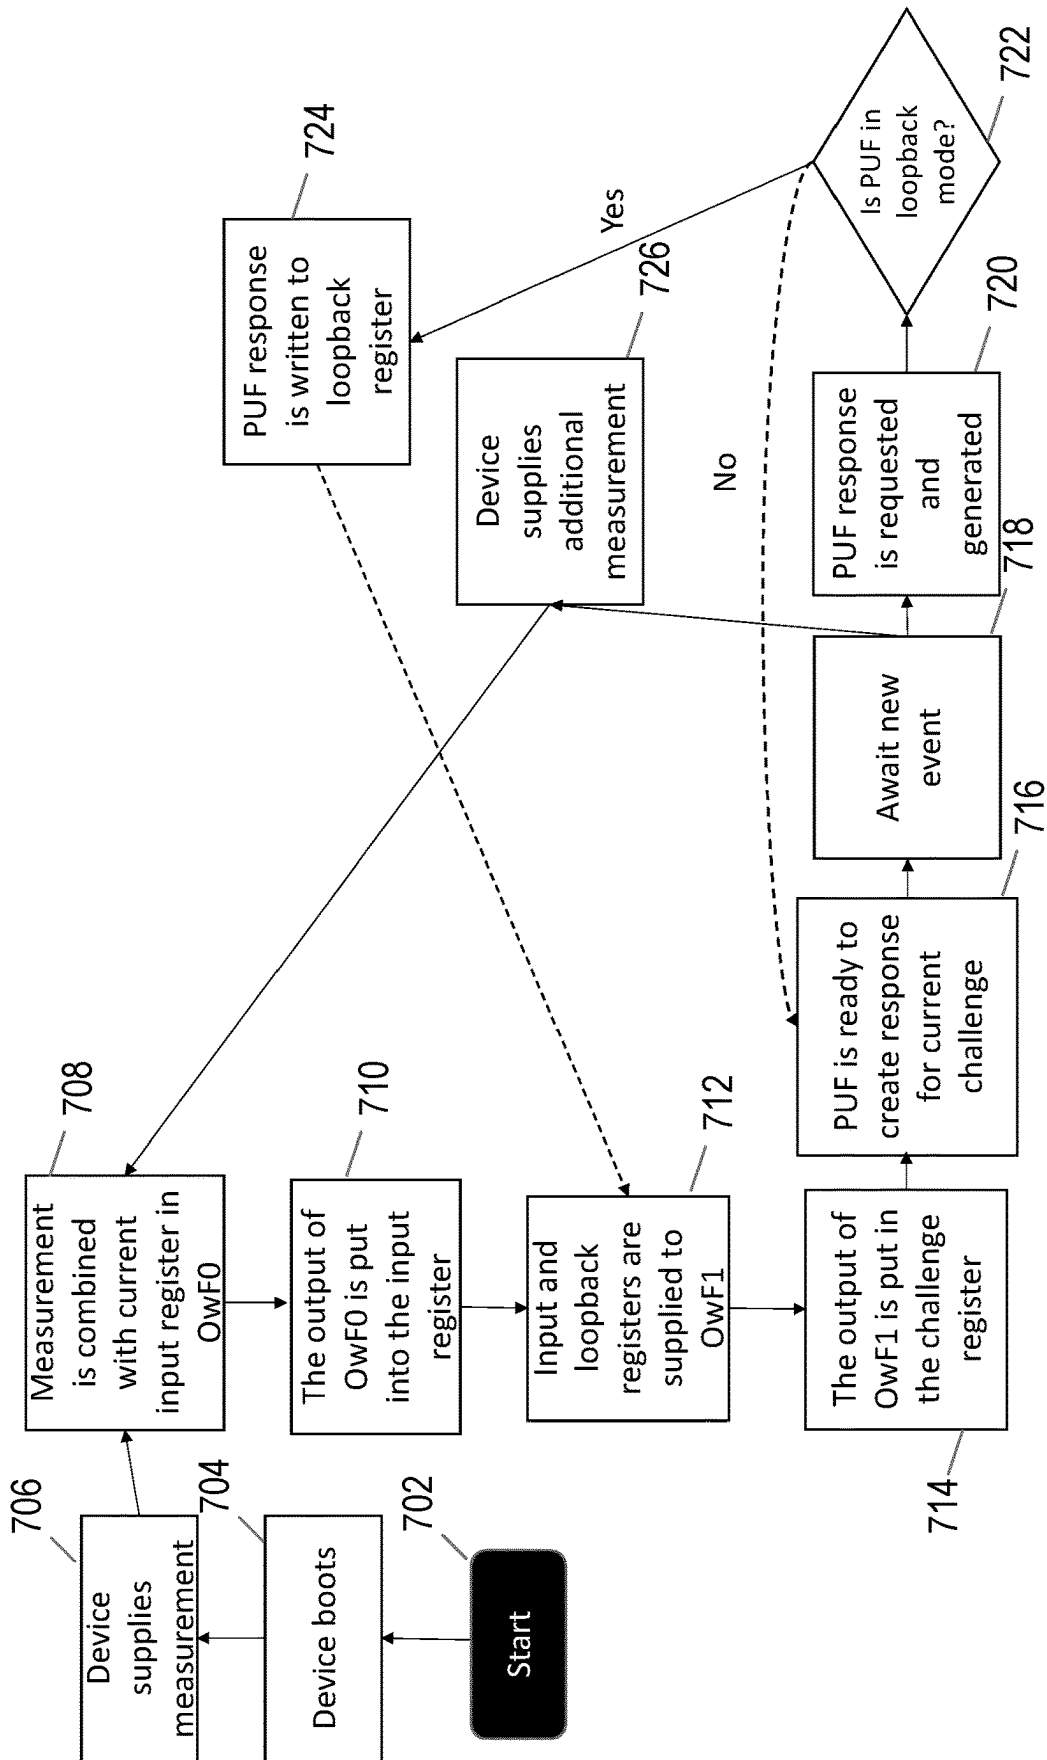 Start
702
Device boots
704
Device
supplies
measurement
706
Measurement
is combined
with current
input register in
OwF0
708
The output of
OwF0 is put
into the input
register
710
Input and
loopback
registers are
supplied to
OwF1
712
The output of
OwF1 is put in
the challenge
register
714
PUF is ready to
create response
for current
challenge
716
Await new
event
718
PUF response
is requested
and
generated
720
Is PUF in
loopback
mode?
722
No
Yes
PUF response
is written to
loopback
register
724
Device
supplies
additional
measurement
726